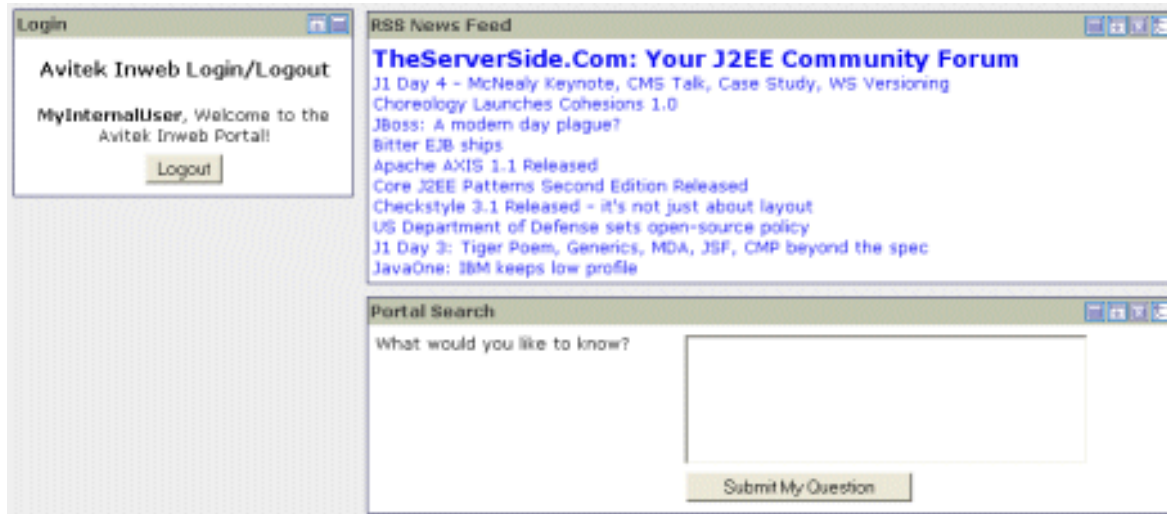 Login
Avitek Inweb Login/Logout
MyInternalUser, Welcome to the
Avitek Inweb Portal!
Logout
RSS News Feed
TheServerSide.Com: Your J2EE Community Forum
J1 Day 4 - McNealy Keynote, CMS Talk, Case Study, WS Versioning
Choreology Launches Cohesions 1.0
JBoss: A modern day plague?
Bitter EJB ships
Apache AXIS 1.1 Released
Core J2EE Patterns Second Edition Released
Checkstyle 3.1 Released - it's not just about layout
US Department of Defense sets open-source policy
J1 Day 3: Tiger Poem, Generics, MDA, JSF, CMP beyond the spec
JavaOne: IBM keeps low profile
Portal Search
What would you like to know?
Submit My Question